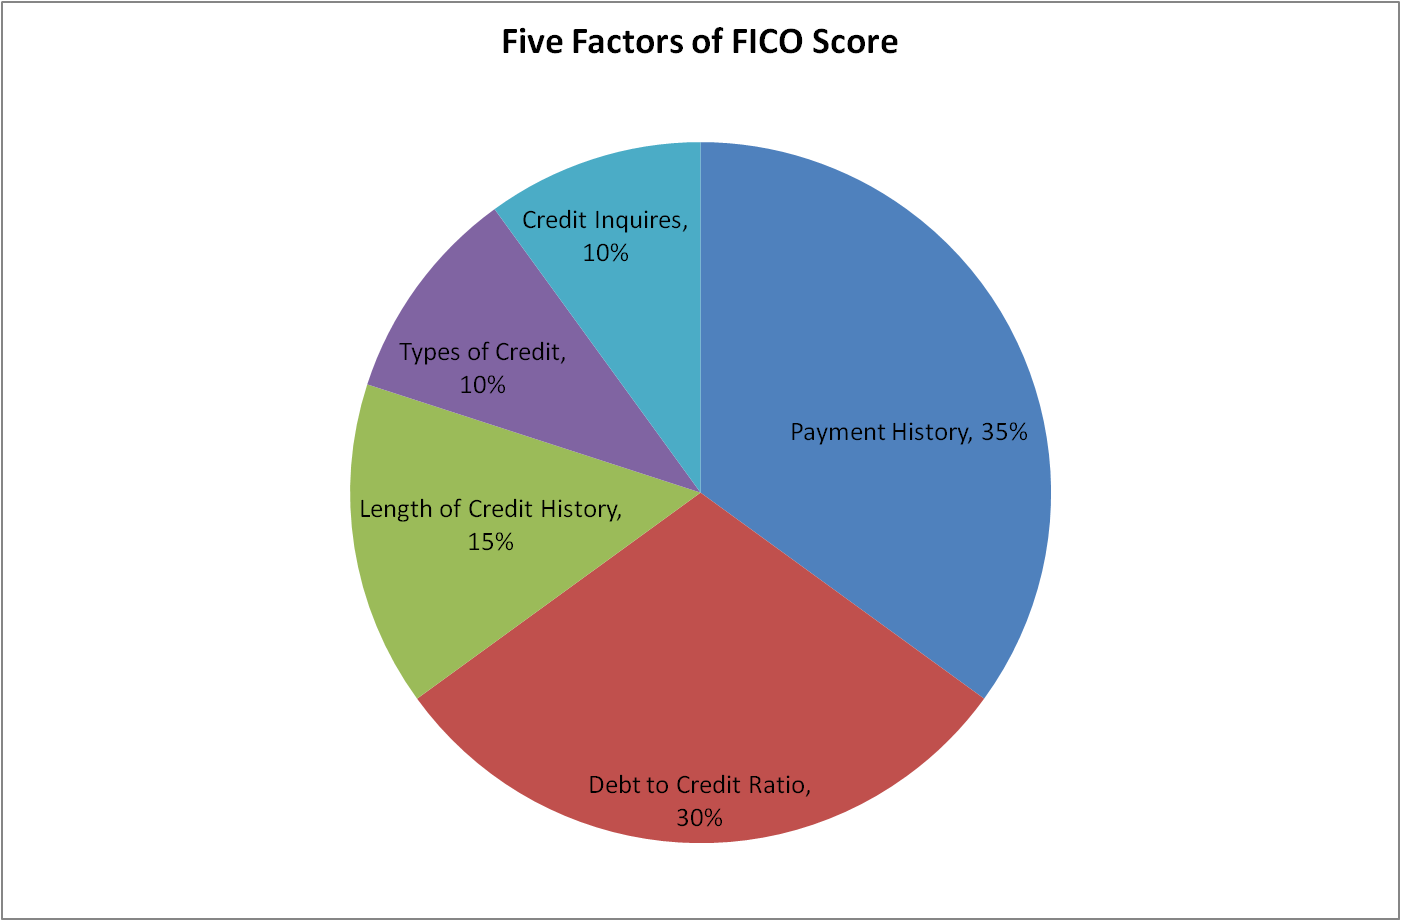 Five Factors of FICO Score
Credit Inquires,
10%
Types of Credit,
10%
Payment History, 35%
Length of Credit History,
15%
Debt to Credit Ratio,
30%